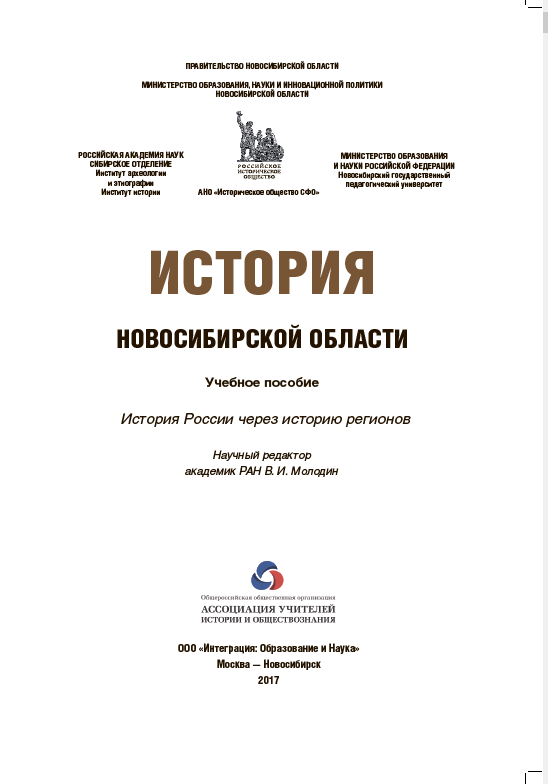 ПРАВИТЕЛЬСТВО НОВОСИБИРСКОЙ ОБЛАСТИ
МИНИСТЕРСТВО ОБРАЗОВАНИЯ, НАУКИ И ИННОВАЦИОННОЙ ПОЛИТИКИ
НОВОСИБИРСКОЙ ОБЛАСТИ
РОССИЙСКАЯ АКАДЕМИЯ НАУК
СИБИРСКОЕ ОТДЕЛЕНИЕ
Институт археологии
и этнографии
Институт истории
РОССИЙСКОЕ
ИСТОРИЧЕСКОЕ
ОБЩЕСТВО
АНО «Историческое общество СФО»
МИНИСТЕРСТВО ОБРАЗОВАНИЯ
И НАУКИ РОССИЙСКОЙ ФЕДЕРАЦИИ
Новосибирский государственный
педагогический университет
ИСТОРИЯ
НОВОСИБИРСКОЙ ОБЛАСТИ
Учебное пособие
История России через историю регионов
Научный редактор
академик РАН В. И. Молодин
Общероссийская общественная организация
АССОЦИАЦИЯ УЧИТЕЛЕЙ
ИСТОРИИ И ОБЩЕСТВОЗНАНИЯ
ООО «Интеграция: Образование и Наука»
Москва — Новосибирск
2017